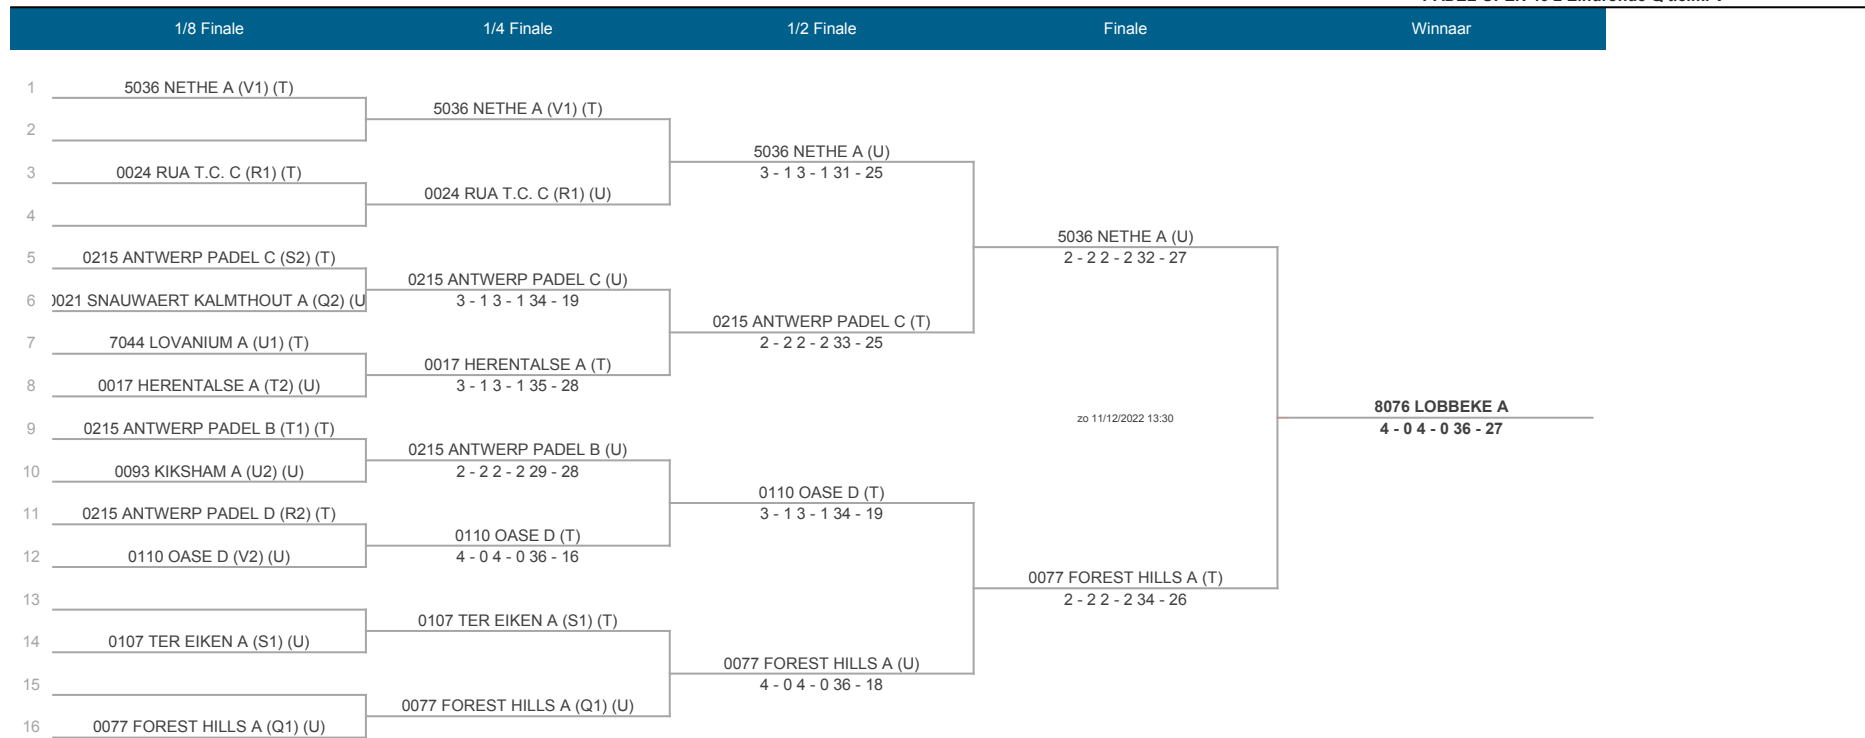 1/8 Finale 1/4 Finale 1/2 Finale Finale Winnaar
1 5036 NETHE A (V1) (T)
5036 NETHE A (V1) (T)
2
5036 NETHE A (U)
3 - 1 3 - 1 31 - 25
3 0024 RUA T.C. C (R1) (T)
0024 RUA T.C. C (R1) (U)
4
5036 NETHE A (U)
2 - 2 2 - 2 32 - 27
5 0215 ANTWERP PADEL C (S2) (T)
0215 ANTWERP PADEL C (U)
3 - 1 3 - 1 34 - 19
6 0021 SNAUWAERT KALMTHOUT A (Q2) (U
0215 ANTWERP PADEL C (T)
2 - 2 2 - 2 33 - 25
7 7044 LOVANIUM A (U1) (T)
0017 HERENTALSE A (T)
3 - 1 3 - 1 35 - 28
8 0017 HERENTALSE A (T2) (U)
zo 11/12/2022 13:30
8076 LOBBEKE A
4 - 0 4 - 0 36 - 27
9 0215 ANTWERP PADEL B (T1) (T)
0215 ANTWERP PADEL B (U)
2 - 2 2 - 2 29 - 28
10 0093 KIKSHAM A (U2) (U)
0110 OASE D (T)
3 - 1 3 - 1 34 - 19
11 0215 ANTWERP PADEL D (R2) (T)
0110 OASE D (T)
4 - 0 4 - 0 36 - 16
12 0110 OASE D (V2) (U)
0077 FOREST HILLS A (T)
2 - 2 2 - 2 34 - 26
13
0107 TER EIKEN A (S1) (T)
14 0107 TER EIKEN A (S1) (U)
0077 FOREST HILLS A (U)
4 - 0 4 - 0 36 - 18
15
0077 FOREST HILLS A (Q1) (U)
16 0077 FOREST HILLS A (Q1) (U)